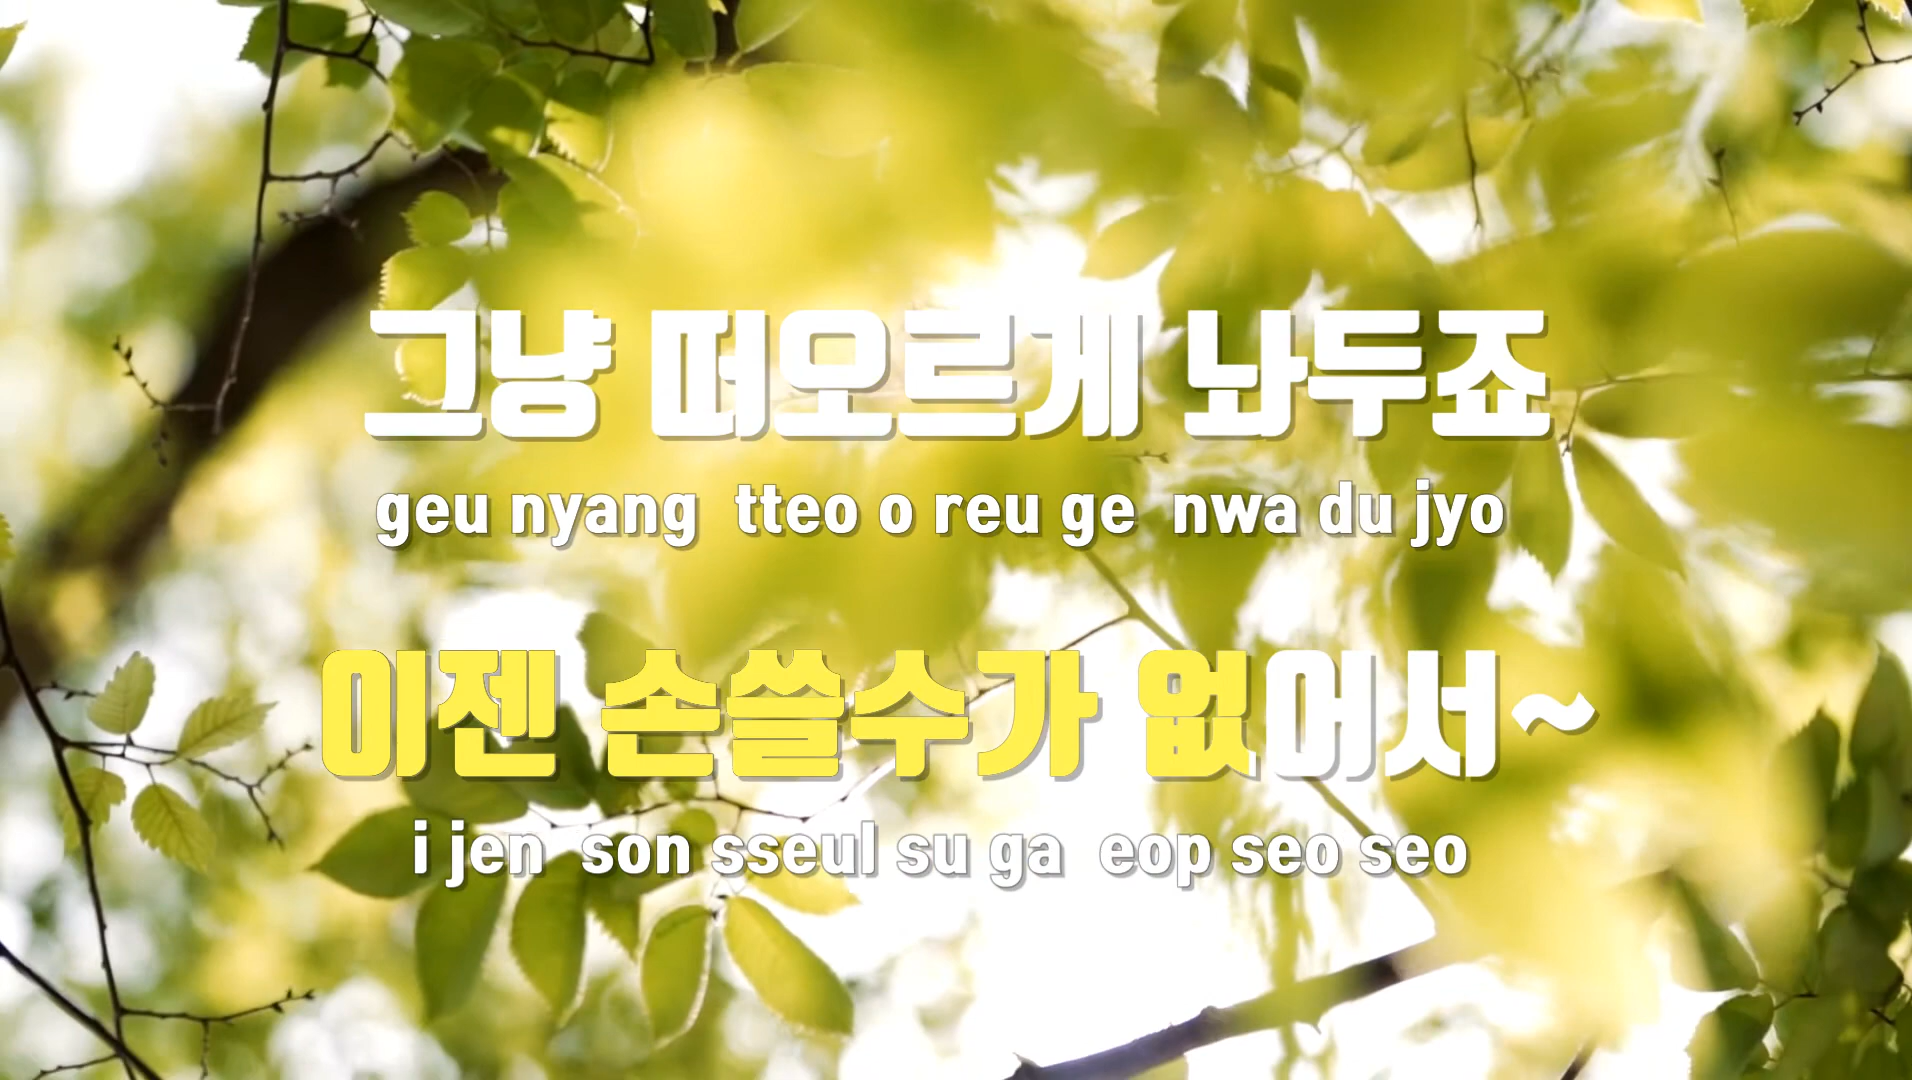 그냥 떠오르게 놔두죠
geu nyang tteo o reu ge nwa du jyo
이젠 손쓸수가 없어서~
i jen son sseul su ga eop seo seo